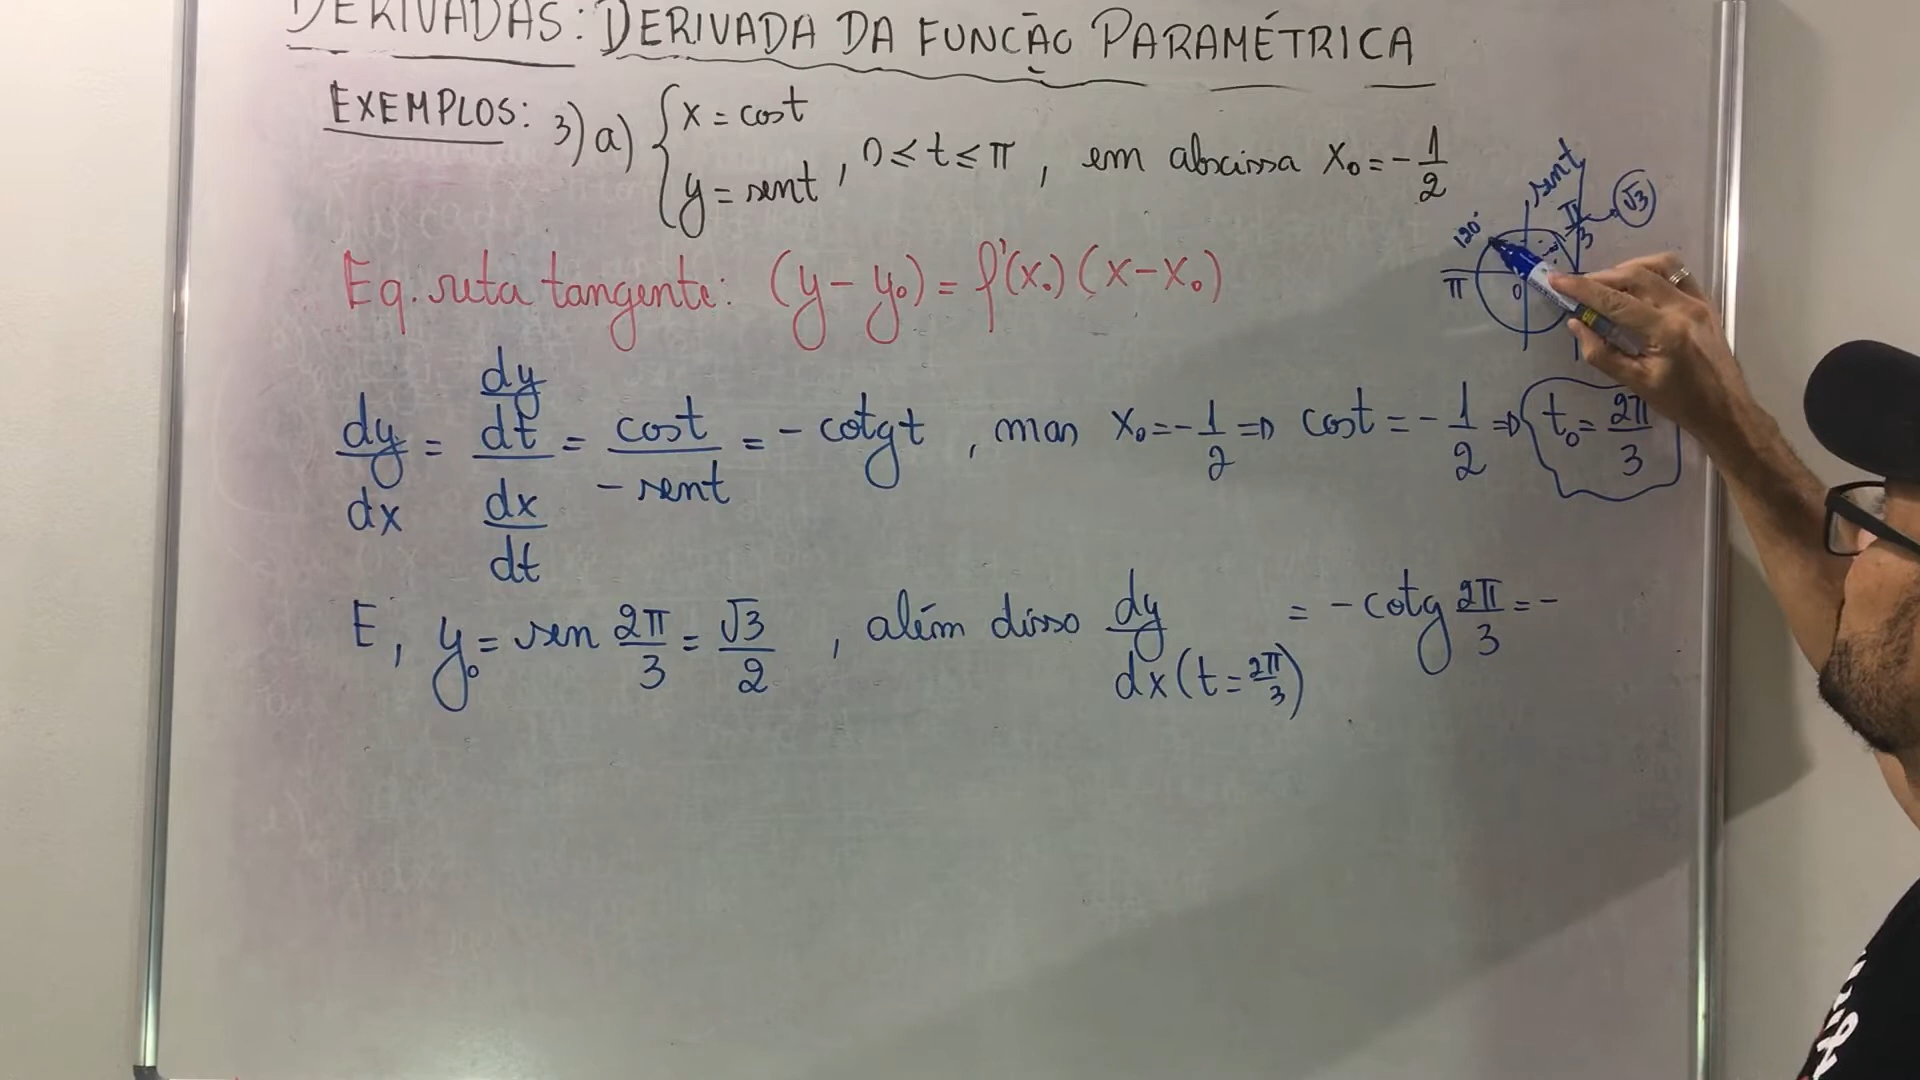 DERIVADAS: DERIVADA DA FUNCÃO PARAMÉTRICA
EXEMPLOS: 3) a) { x = cost
y = sent , 0 ≤ t ≤ π , em abscissa x₀ = -1/2
sent
120°
π/3
√3
π
0
Eq. reta tangente: (y - y₀) = f'(x₀) (x - x₀)
dy/dx = (dy/dt)/(dx/dt) = cost/-sent = - cotgt , mas x₀ = -1/2 ⇒ cost = -1/2 ⇒ t₀ = 2π/3
E, y₀ = sen 2π/3 = √3/2 , além disso dy/dx (t = 2π/3) = - cotg 2π/3 = -